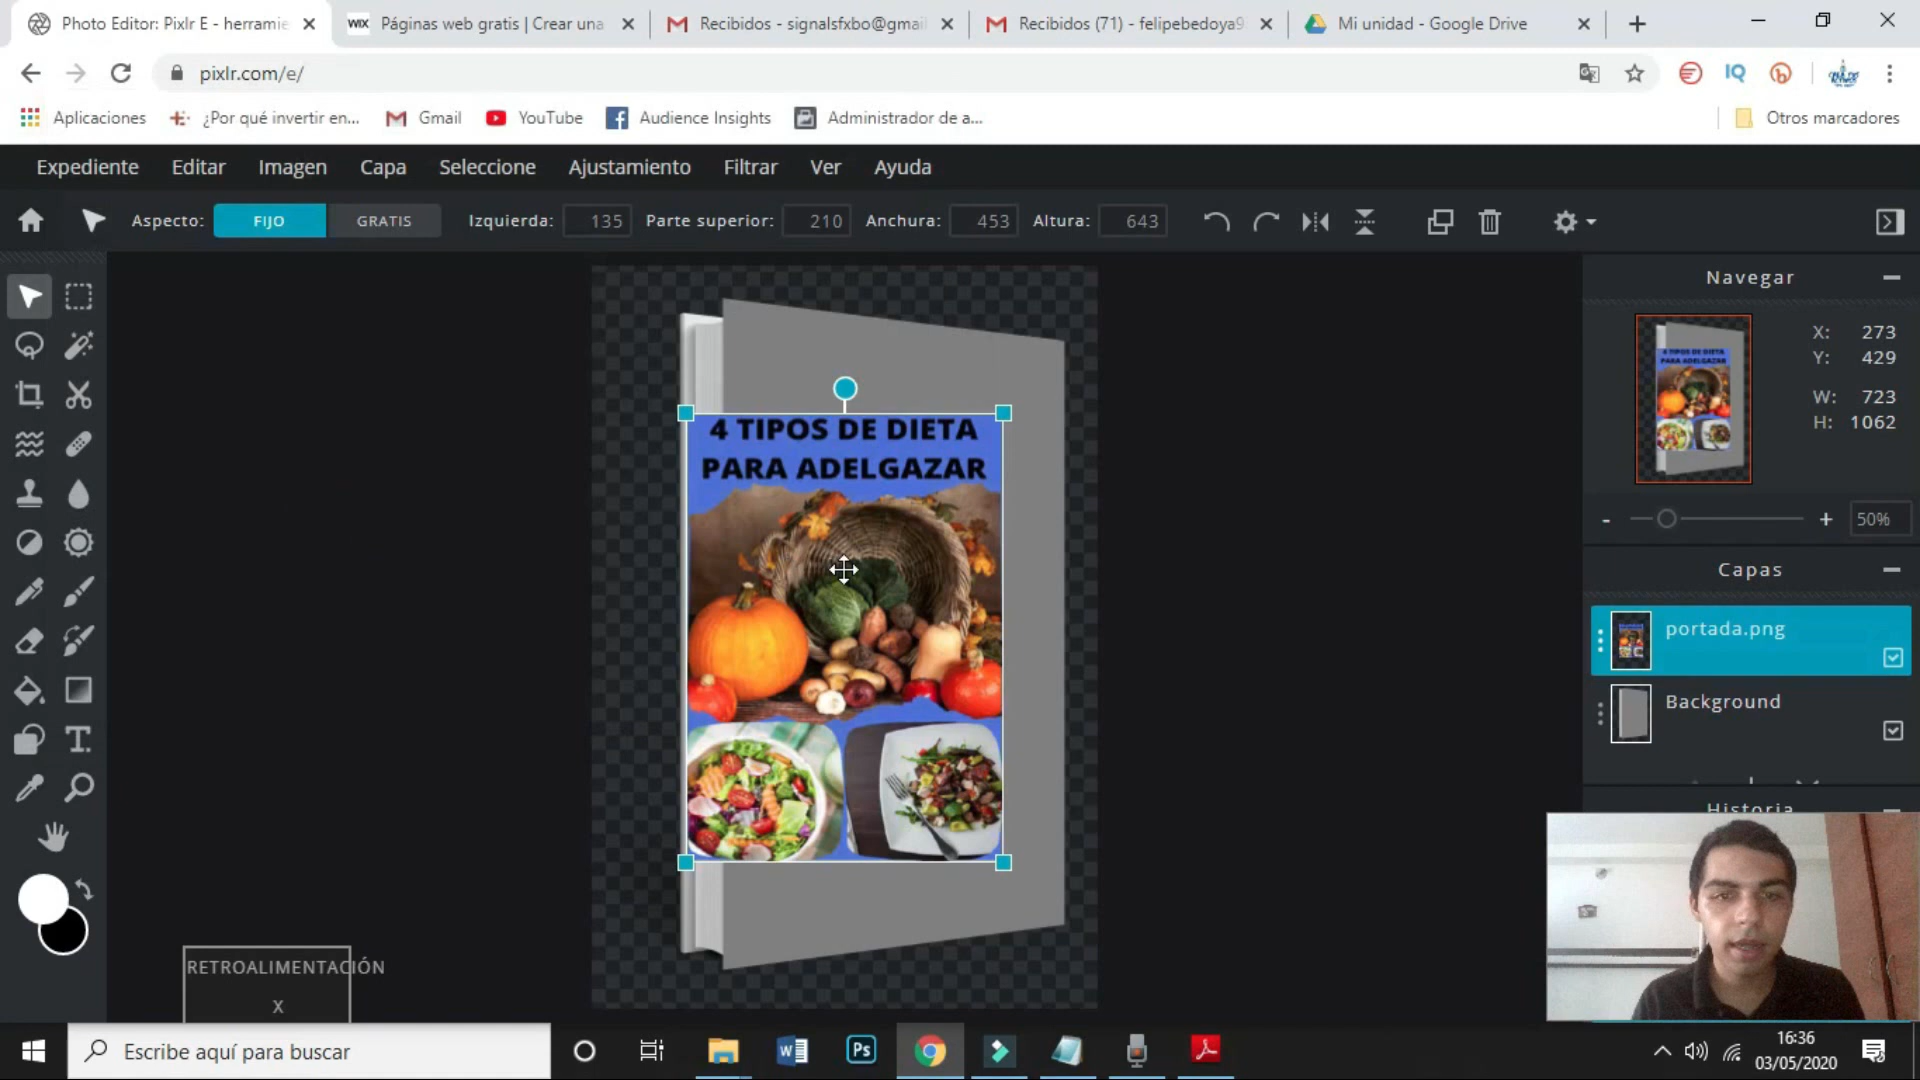 Photo Editor: Pixlr E - herramie
WIX Páginas web gratis | Crear una
Recibidos - signalsfxbo@gmai
Recibidos (71) - felipebedoya9
Mi unidad - Google Drive
pixlr.com/e/
IQ
Aplicaciones
¿Por qué invertir en...
Gmail
YouTube
Audience Insights
Administrador de a...
Otros marcadores
Expediente Editar Imagen Capa Seleccione Ajustamiento Filtrar Ver Ayuda
Aspecto: FIJO GRATIS Izquierda: 135 Parte superior: 210 Anchura: 453 Altura: 643
Navegar
X: 273
Y: 429
W: 723
H: 1062
- + 50%
Capas
portada.png
Background
Historia
4 TIPOS DE DIETA
PARA ADELGAZAR
T.
RETROALIMENTACIÓN
X
Escribe aquí para buscar
Ps
16:36
03/05/2020